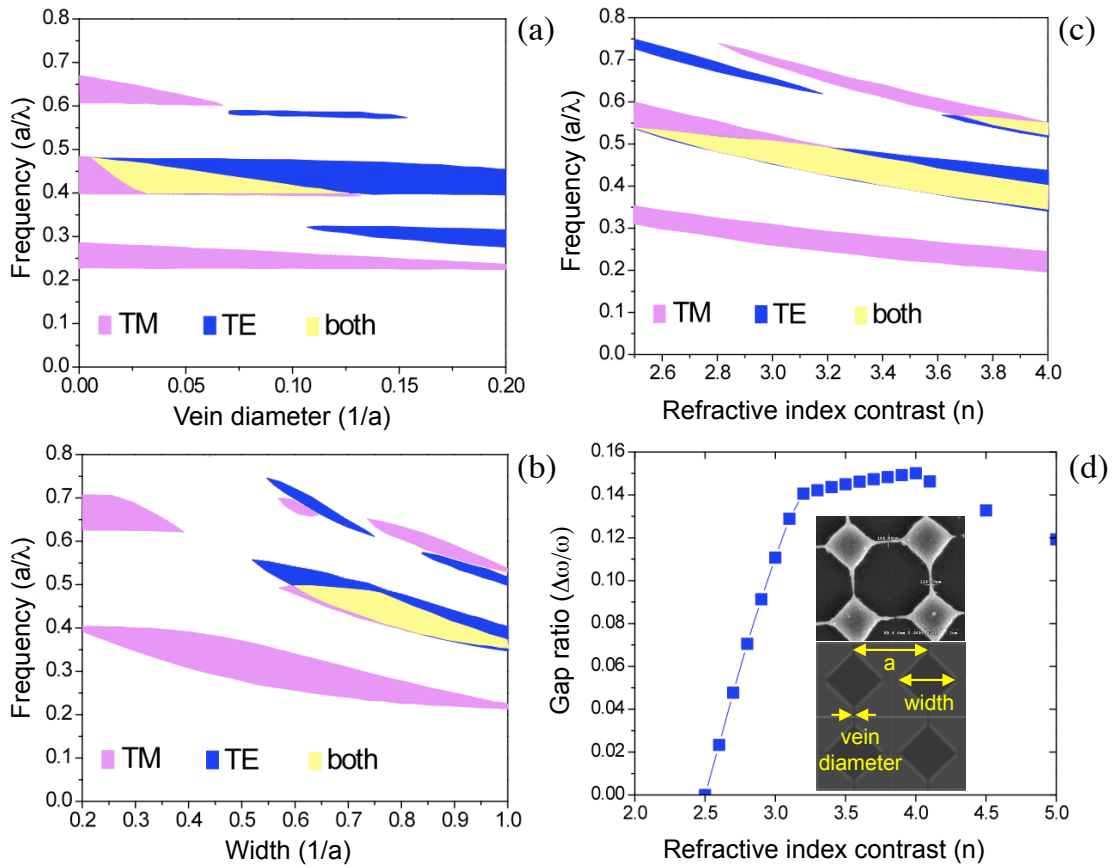 (a)
Frequency (a/λ)
0.8
0.7
0.6
0.5
0.4
0.3
0.2
0.1
0.0
TM TE both
0.00 0.05 0.10 0.15 0.20
Vein diameter (1/a)
(c)
Frequency (a/λ)
0.8
0.7
0.6
0.5
0.4
0.3
0.2
0.1
0.0
TM TE both
2.6 2.8 3.0 3.2 3.4 3.6 3.8 4.0
Refractive index contrast (n)
(b)
Frequency (a/λ)
0.8
0.7
0.6
0.5
0.4
0.3
0.2
0.1
0.0
TM TE both
0.2 0.3 0.4 0.5 0.6 0.7 0.8 0.9 1.0
Width (1/a)
(d)
Gap ratio (Δω/ω)
0.16
0.14
0.12
0.10
0.08
0.06
0.04
0.02
0.00
a
width
vein
diameter
2.0 2.5 3.0 3.5 4.0 4.5 5.0
Refractive index contrast (n)